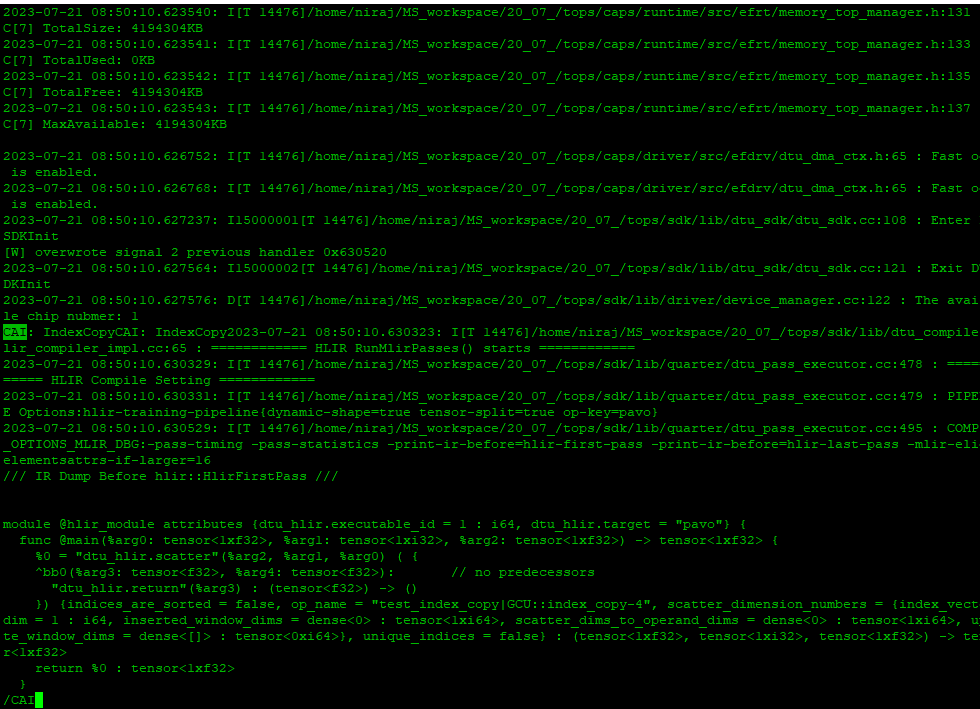 2023-07-21 08:50:10.623540: I[T 14476]/home/niraj/MS_workspace/20_07_/tops/caps/runtime/src/efrt/memory_top_manager.h:131
C[7] TotalSize: 4194304KB
2023-07-21 08:50:10.623541: I[T 14476]/home/niraj/MS_workspace/20_07_/tops/caps/runtime/src/efrt/memory_top_manager.h:133
C[7] TotalUsed: 0KB
2023-07-21 08:50:10.623542: I[T 14476]/home/niraj/MS_workspace/20_07_/tops/caps/runtime/src/efrt/memory_top_manager.h:135
C[7] TotalFree: 4194304KB
2023-07-21 08:50:10.623543: I[T 14476]/home/niraj/MS_workspace/20_07_/tops/caps/runtime/src/efrt/memory_top_manager.h:137
C[7] MaxAvailable: 4194304KB
2023-07-21 08:50:10.626752: I[T 14476]/home/niraj/MS_workspace/20_07_/tops/caps/driver/src/efdrv/dtu_dma_ctx.h:65 : Fast o
is enabled.
2023-07-21 08:50:10.626768: I[T 14476]/home/niraj/MS_workspace/20_07_/tops/caps/driver/src/efdrv/dtu_dma_ctx.h:65 : Fast o
is enabled.
2023-07-21 08:50:10.627237: I15000001[T 14476]/home/niraj/MS_workspace/20_07_/tops/sdk/lib/dtu_sdk/dtu_sdk.cc:108 : Enter
SDKInit
[W] overwrote signal 2 previous handler 0x630520
2023-07-21 08:50:10.627564: I15000002[T 14476]/home/niraj/MS_workspace/20_07_/tops/sdk/lib/dtu_sdk/dtu_sdk.cc:121 : Exit D
DKInit
2023-07-21 08:50:10.627576: D[T 14476]/home/niraj/MS_workspace/20_07_/tops/sdk/lib/driver/device_manager.cc:122 : The avai
le chip nubmer: 1
CAI: IndexCopyCAI: IndexCopy2023-07-21 08:50:10.630323: I[T 14476]/home/niraj/MS_workspace/20_07_/tops/sdk/lib/dtu_compile
lir_compiler_impl.cc:65 : ============ HLIR RunMlirPasses() starts ============
2023-07-21 08:50:10.630329: I[T 14476]/home/niraj/MS_workspace/20_07_/tops/sdk/lib/quarter/dtu_pass_executor.cc:478 : ====
===== HLIR Compile Setting ============
2023-07-21 08:50:10.630331: I[T 14476]/home/niraj/MS_workspace/20_07_/tops/sdk/lib/quarter/dtu_pass_executor.cc:479 : PIPE
E Options:hlir-training-pipeline{dynamic-shape=true tensor-split=true op-key=pavo}
2023-07-21 08:50:10.630529: I[T 14476]/home/niraj/MS_workspace/20_07_/tops/sdk/lib/quarter/dtu_pass_executor.cc:495 : COMP
_OPTIONS_MLIR_DBG:-pass-timing -pass-statistics -print-ir-before=hlir-first-pass -print-ir-before=hlir-last-pass -mlir-eli
elementsattrs-if-larger=16
/// IR Dump Before hlir::HlirFirstPass ///
module @hlir_module attributes {dtu_hlir.executable_id = 1 : i64, dtu_hlir.target = "pavo"} {
func @main(%arg0: tensor<1xf32>, %arg1: tensor<1xi32>, %arg2: tensor<1xf32>) -> tensor<1xf32> {
%0 = "dtu_hlir.scatter"(%arg2, %arg1, %arg0) ( {
^bb0(%arg3: tensor<f32>, %arg4: tensor<f32>): // no predecessors
"dtu_hlir.return"(%arg3) : (tensor<f32>) -> ()
}) {indices_are_sorted = false, op_name = "test_index_copy|GCU::index_copy-4", scatter_dimension_numbers = {index_vect
dim = 1 : i64, inserted_window_dims = dense<0> : tensor<1xi64>, scatter_dims_to_operand_dims = dense<0> : tensor<1xi64>, u
te_window_dims = dense<[]> : tensor<0xi64>}, unique_indices = false} : (tensor<1xf32>, tensor<1xi32>, tensor<1xf32>) -> te
r<1xf32>
return %0 : tensor<1xf32>
}
/CAI